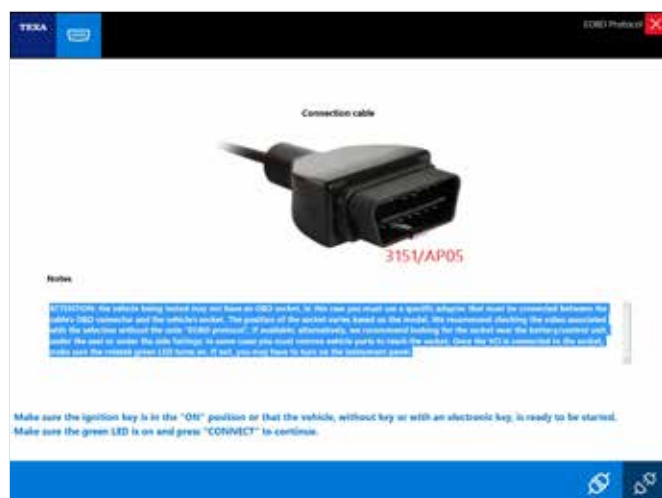 TEXA
EOBD Protocol
Connection cable
3151/AP05
Notes
ATTENTION: the vehicle being tested may not have an OBD socket. In this case you must use a specific adapter that must be connected between the
cable's OBD connector and the vehicle's socket. The position of the socket varies based on the model. We recommend checking the video associated
with the selection without the code "EOBD protocol", if available; alternatively, we recommend looking for the socket near the battery/control unit,
under the seat or under the side fairings: in some cases you must remove vehicle parts to reach the socket. Once the VCI is connected to the socket,
make sure the related green LED turns on. If not, you may have to turn on the instrument panel.
Make sure the ignition key is in the "ON" position or that the vehicle, without key or with an electronic key, is ready to be started.
Make sure the green LED is on and press "CONNECT" to continue.